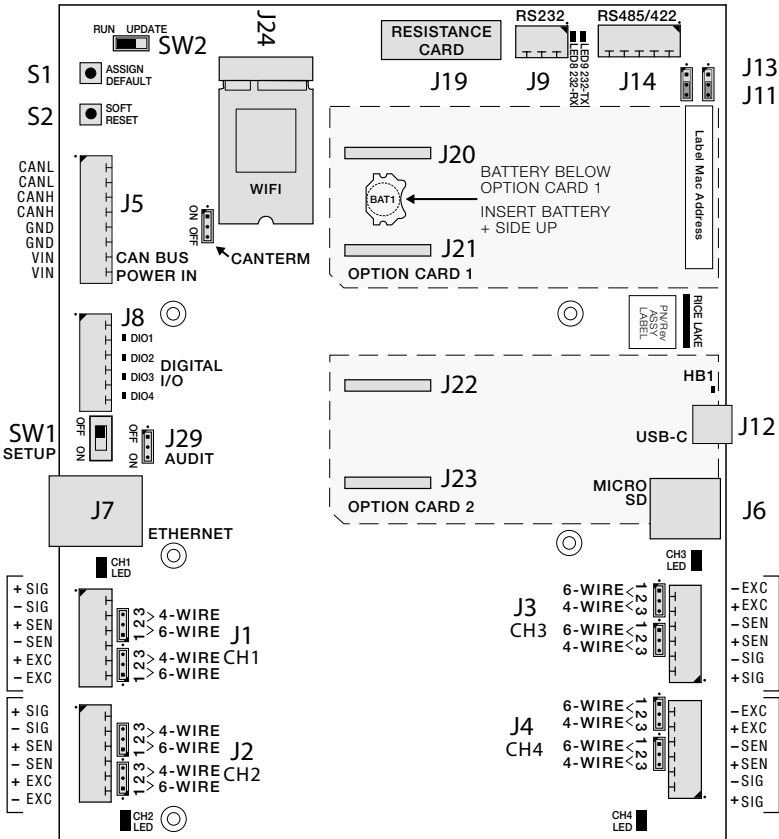 RUN UPDATE
SW2
J24
RESISTANCE
CARD
J19
RS232
J9
LED8 232-RX
LED9 232-TX
RS485/422
J14
J13
J11
S1
ASSIGN
DEFAULT
S2
SOFT
RESET
WIFI
CANL
CANL
CANH
CANH
GND
GND
VIN
VIN
J5
CAN BUS
POWER IN
ON OFF
CANTERM
J20
BAT1
BATTERY BELOW
OPTION CARD 1
INSERT BATTERY
+ SIDE UP
J21
OPTION CARD 1
Label Mac Address
PN/Rev
ASSY
LABEL
RICE LAKE
J8
DIO1
DIO2
DIO3
DIO4
DIGITAL
I/O
J22
HB1
J12
USB-C
SW1
SETUP
OFF ON
OFF ON
J29
AUDIT
J23
OPTION CARD 2
MICRO
SD
J6
J7
ETHERNET
CH1
LED
CH3
LED
+ SIG
– SIG
+ SEN
– SEN
+ EXC
– EXC
1 2 3
4-WIRE
6-WIRE
1 2 3
4-WIRE
6-WIRE
J1
CH1
J3
CH3
6-WIRE
4-WIRE
1 2 3
6-WIRE
4-WIRE
1 2 3
– EXC
+ EXC
– SEN
+ SEN
– SIG
+ SIG
+ SIG
– SIG
+ SEN
– SEN
+ EXC
– EXC
1 2 3
4-WIRE
6-WIRE
1 2 3
4-WIRE
6-WIRE
J2
CH2
J4
CH4
6-WIRE
4-WIRE
1 2 3
6-WIRE
4-WIRE
1 2 3
– EXC
+ EXC
– SEN
+ SEN
– SIG
+ SIG
CH2
LED
CH4
LED